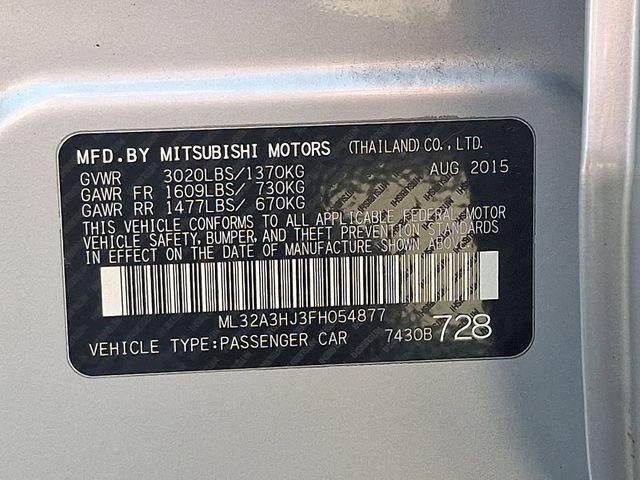 MFD.BY MITSUBISHI MOTORS (THAILAND) CO., LTD.
GVWR 3020LBS/1370KG AUG 2015
GAWR FR 1609LBS/ 730KG
GAWR RR 1477LBS/ 670KG
THIS VEHICLE CONFORMS TO ALL APPLICABLE FEDERAL MOTOR
VEHICLE SAFETY, BUMPER, AND THEFT PREVENTION STANDARDS
IN EFFECT ON THE DATE OF MANUFACTURE SHOWN ABOVE.
ML32A3HJ3FH054877
VEHICLE TYPE:PASSENGER CAR 7430B 728